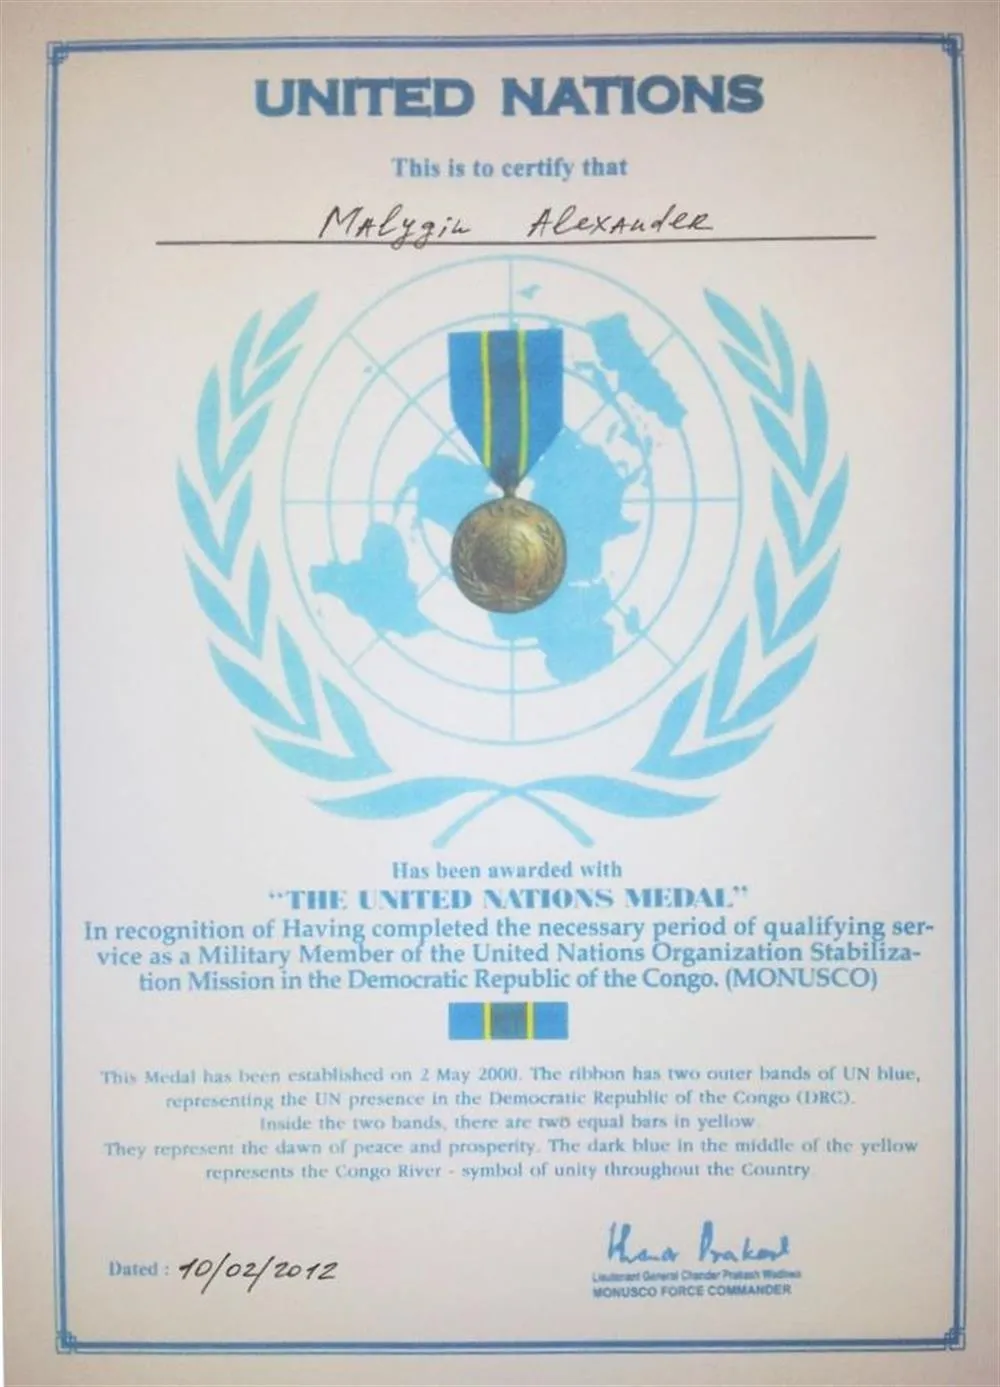 UNITED NATIONS
This is to certify that
Malygin Alexander
Has been awarded with
“THE UNITED NATIONS MEDAL”
In recognition of Having completed the necessary period of qualifying ser-
vice as a Military Member of the United Nations Organization Stabiliza-
tion Mission in the Democratic Republic of the Congo. (MONUSCO)
This Medal has been established on 2 May 2000. The ribbon has two outer bands of UN blue,
representing the UN presence in the Democratic Republic of the Congo (DRC).
Inside the two bands, there are two equal bars in yellow
They represent the dawn of peace and prosperity. The dark blue in the middle of the yellow
represents the Congo River - symbol of unity throughout the Country
Dated : 10/02/2012
Prakash
Lieutenant General Chander Prakash Wadhwa
MONUSCO FORCE COMMANDER